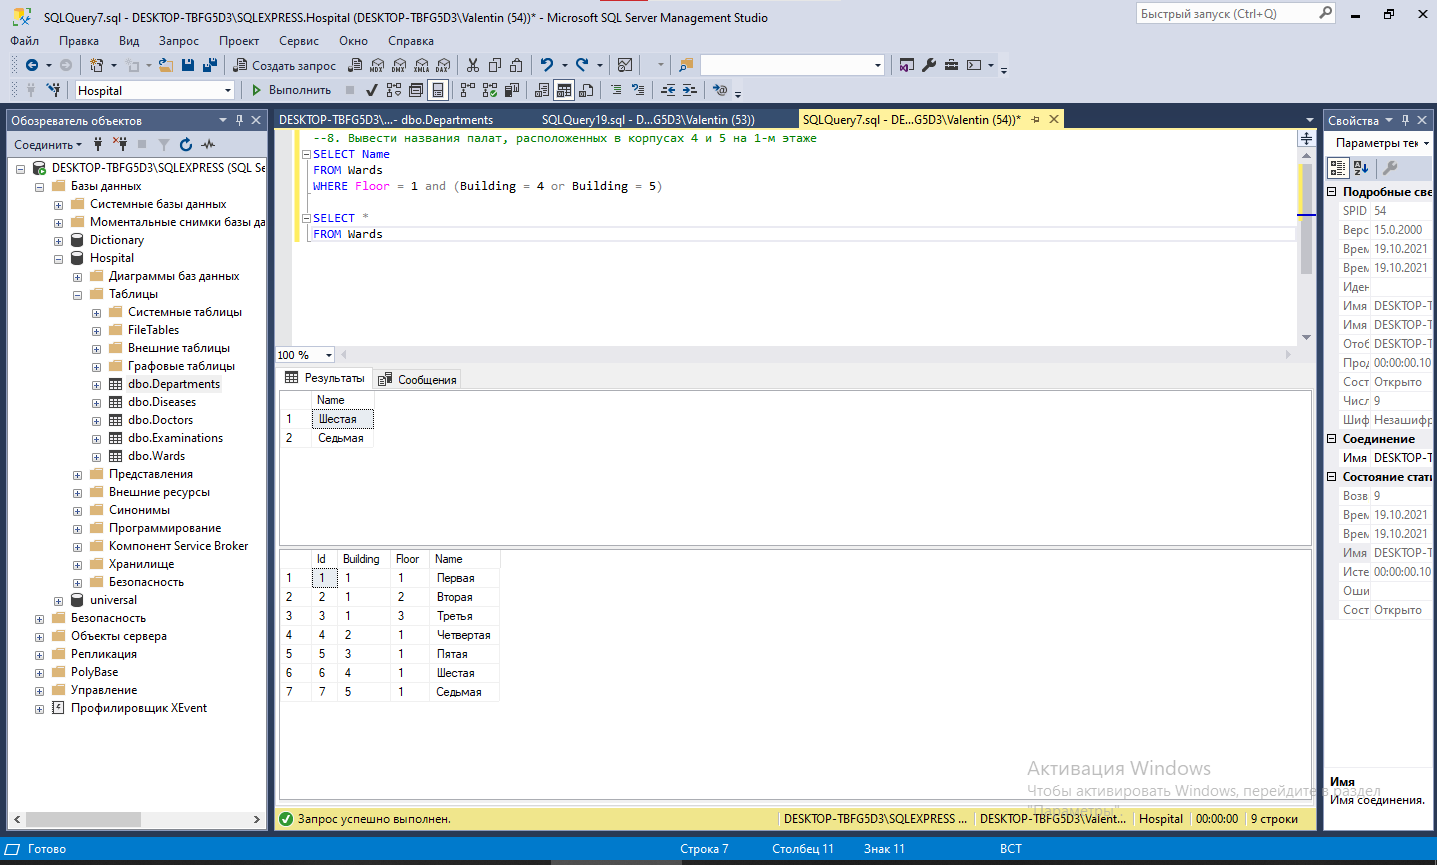 SQLQuery7.sql - DESKTOP-TBFG5D3\SQLEXPRESS.Hospital (DESKTOP-TBFG5D3\Valentin (54))* - Microsoft SQL Server Management Studio
Быстрый запуск (Ctrl+Q)
Файл Правка Вид Запрос Проект Сервис Окно Справка
Создать запрос MDX DMX XMLA DAX
Hospital Выполнить
Обозреватель объектов
Соединить
DESKTOP-TBFG5D3\SQLEXPRESS (SQL Se
Базы данных
Системные базы данных
Моментальные снимки базы да
Dictionary
Hospital
Диаграммы баз данных
Таблицы
Системные таблицы
FileTables
Внешние таблицы
Графовые таблицы
dbo.Departments
dbo.Diseases
dbo.Doctors
dbo.Examinations
dbo.Wards
Представления
Внешние ресурсы
Синонимы
Программирование
Компонент Service Broker
Хранилище
Безопасность
universal
Безопасность
Объекты сервера
Репликация
PolyBase
Управление
Профилировщик XEvent
DESKTOP-TBFG5D3\...- dbo.Departments SQLQuery19.sql - D...G5D3\Valentin (53)) SQLQuery7.sql - DE...G5D3\Valentin (54))*
--8. Вывести названия палат, расположенных в корпусах 4 и 5 на 1-м этаже
SELECT Name
FROM Wards
WHERE Floor = 1 and (Building = 4 or Building = 5)
SELECT *
FROM Wards
100 %
Результаты Сообщения
Name
1 Шестая
2 Седьмая
Id Building Floor Name
1 1 1 1 Первая
2 2 1 2 Вторая
3 3 1 3 Третья
4 4 2 1 Четвертая
5 5 3 1 Пятая
6 6 4 1 Шестая
7 7 5 1 Седьмая
Запрос успешно выполнен. DESKTOP-TBFG5D3\SQLEXPRESS ... DESKTOP-TBFG5D3\Valent... Hospital 00:00:00 9 строки
Свойства
Параметры тек
Подробные све
SPID 54
Верс 15.0.2000
Врем 19.10.2021
Врем 19.10.2021
Иден
Имя DESKTOP-T
Имя DESKTOP-T
Отоб DESKTOP-T
Прод 00:00:00.10
Сост Открыто
Числ 9
Шиф Незашифр
Соединение
Имя DESKTOP-T
Состояние стати
Возв 9
Врем 19.10.2021
Врем 19.10.2021
Имя DESKTOP-T
Исте 00:00:00.10
Оши
Сост Открыто
Имя
Имя соединения.
Активация Windows
Чтобы активировать Windows, перейдите в раздел
"Параметры".
Готово Строка 7 Столбец 11 Знак 11 ВСТ